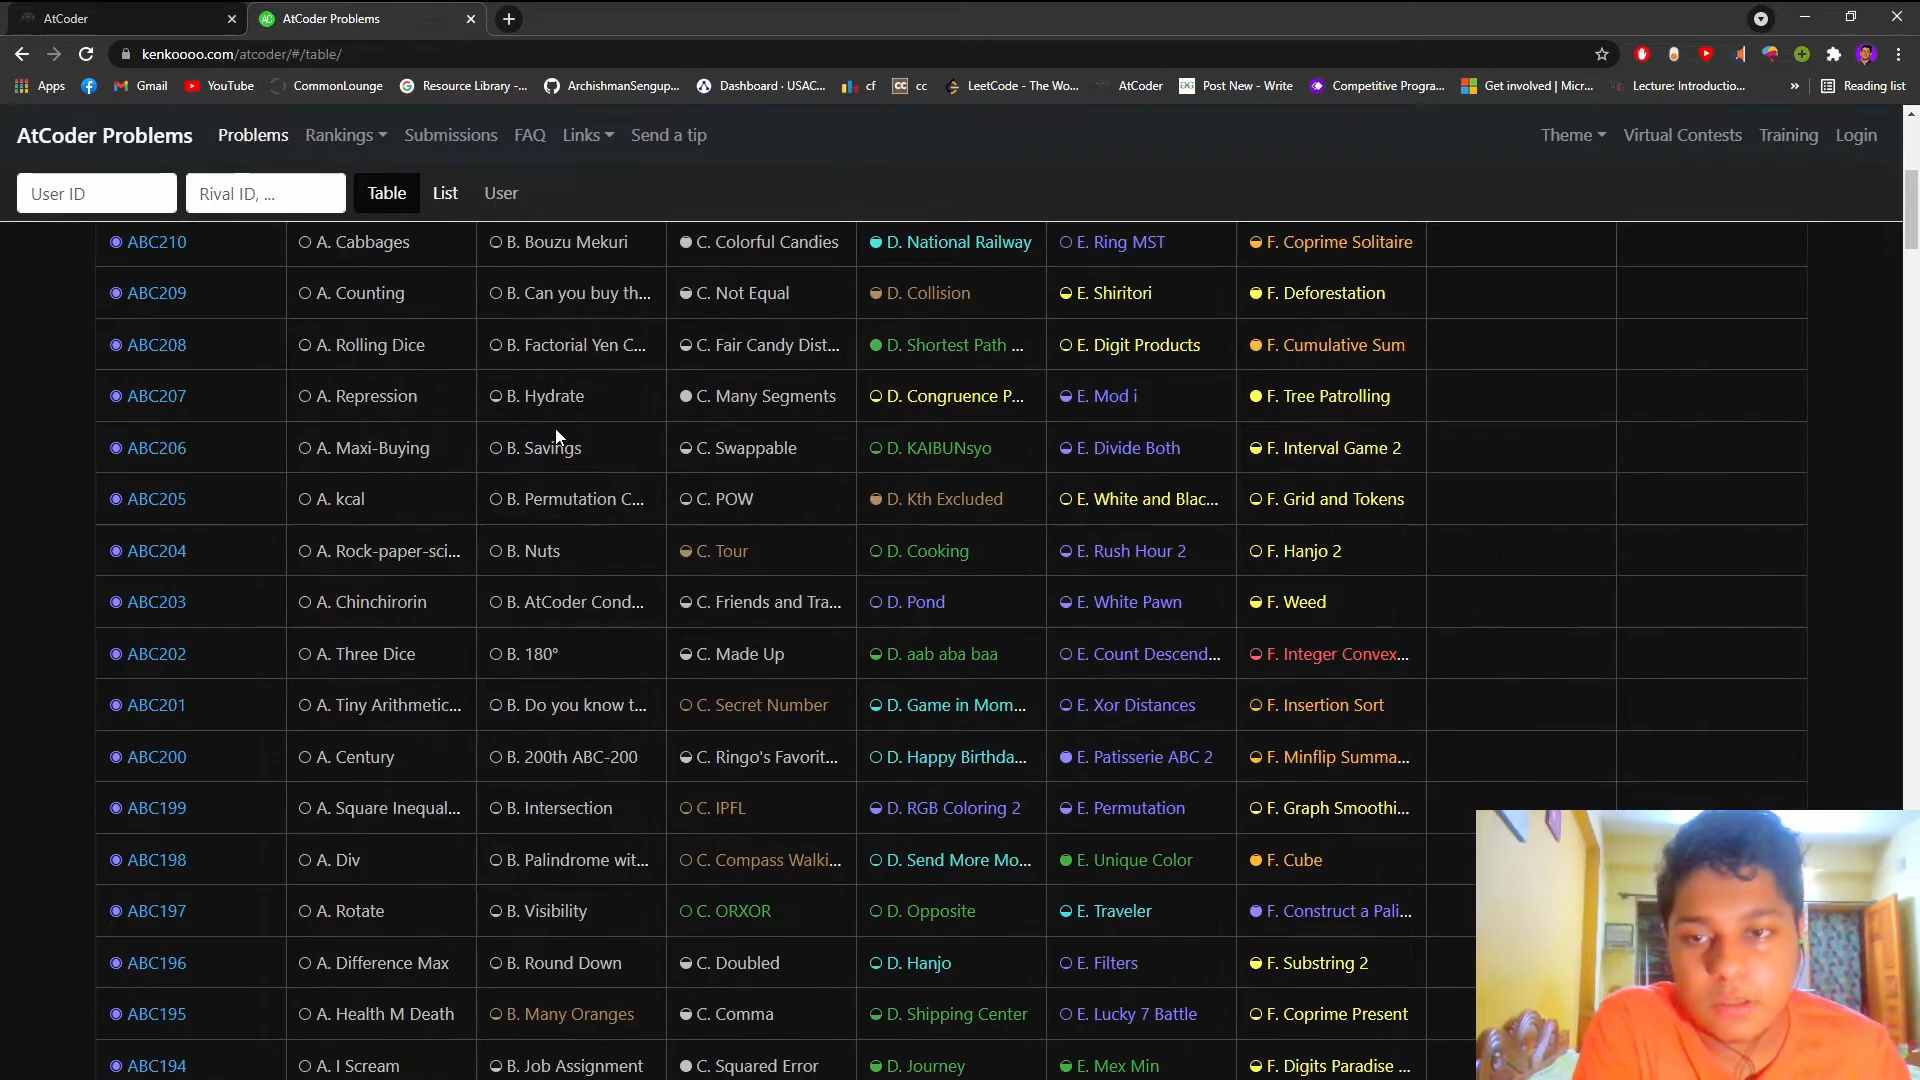 AtCoder
AtCoder Problems
kenkoooo.com/atcoder/#/table/
Apps Gmail YouTube CommonLounge Resource Library -... ArchishmanSengup... Dashboard · USAC... cf cc LeetCode - The Wo... AtCoder Post New - Write Competitive Progra... Get involved | Micr... Lecture: Introductio... » Reading list
AtCoder Problems Problems Rankings Submissions FAQ Links Send a tip Theme Virtual Contests Training Login
User ID Rival ID, ... Table List User
ABC210 A. Cabbages B. Bouzu Mekuri C. Colorful Candies D. National Railway E. Ring MST F. Coprime Solitaire
ABC209 A. Counting B. Can you buy th... C. Not Equal D. Collision E. Shiritori F. Deforestation
ABC208 A. Rolling Dice B. Factorial Yen C... C. Fair Candy Dist... D. Shortest Path ... E. Digit Products F. Cumulative Sum
ABC207 A. Repression B. Hydrate C. Many Segments D. Congruence P... E. Mod i F. Tree Patrolling
ABC206 A. Maxi-Buying B. Savings C. Swappable D. KAIBUNsyo E. Divide Both F. Interval Game 2
ABC205 A. kcal B. Permutation C... C. POW D. Kth Excluded E. White and Blac... F. Grid and Tokens
ABC204 A. Rock-paper-sci... B. Nuts C. Tour D. Cooking E. Rush Hour 2 F. Hanjo 2
ABC203 A. Chinchirorin B. AtCoder Cond... C. Friends and Tra... D. Pond E. White Pawn F. Weed
ABC202 A. Three Dice B. 180° C. Made Up D. aab aba baa E. Count Descend... F. Integer Convex...
ABC201 A. Tiny Arithmetic... B. Do you know t... C. Secret Number D. Game in Mom... E. Xor Distances F. Insertion Sort
ABC200 A. Century B. 200th ABC-200 C. Ringo's Favorit... D. Happy Birthda... E. Patisserie ABC 2 F. Minflip Summa...
ABC199 A. Square Inequal... B. Intersection C. IPFL D. RGB Coloring 2 E. Permutation F. Graph Smoothi...
ABC198 A. Div B. Palindrome wit... C. Compass Walki... D. Send More Mo... E. Unique Color F. Cube
ABC197 A. Rotate B. Visibility C. ORXOR D. Opposite E. Traveler F. Construct a Pali...
ABC196 A. Difference Max B. Round Down C. Doubled D. Hanjo E. Filters F. Substring 2
ABC195 A. Health M Death B. Many Oranges C. Comma D. Shipping Center E. Lucky 7 Battle F. Coprime Present
ABC194 A. I Scream B. Job Assignment C. Squared Error D. Journey E. Mex Min F. Digits Paradise ...